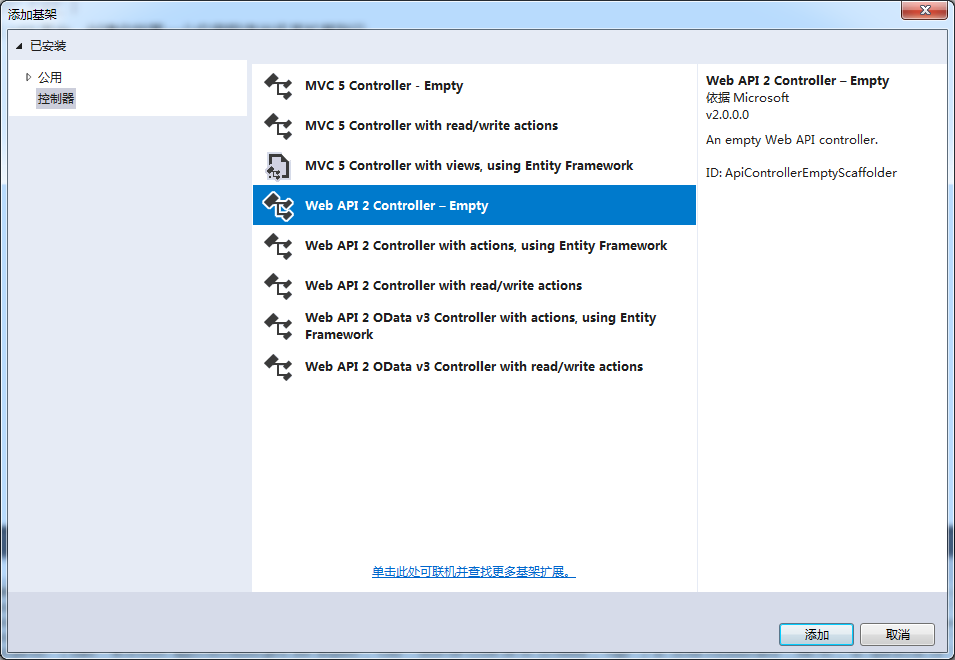 添加基架
已安装
公用
控制器
MVC 5 Controller - Empty
MVC 5 Controller with read/write actions
MVC 5 Controller with views, using Entity Framework
Web API 2 Controller – Empty
Web API 2 Controller with actions, using Entity Framework
Web API 2 Controller with read/write actions
Web API 2 OData v3 Controller with actions, using Entity
Framework
Web API 2 OData v3 Controller with read/write actions
单击此处可联机并查找更多基架扩展。
Web API 2 Controller – Empty
依据 Microsoft
v2.0.0.0
An empty Web API controller.
ID: ApiControllerEmptyScaffolder
添加
取消